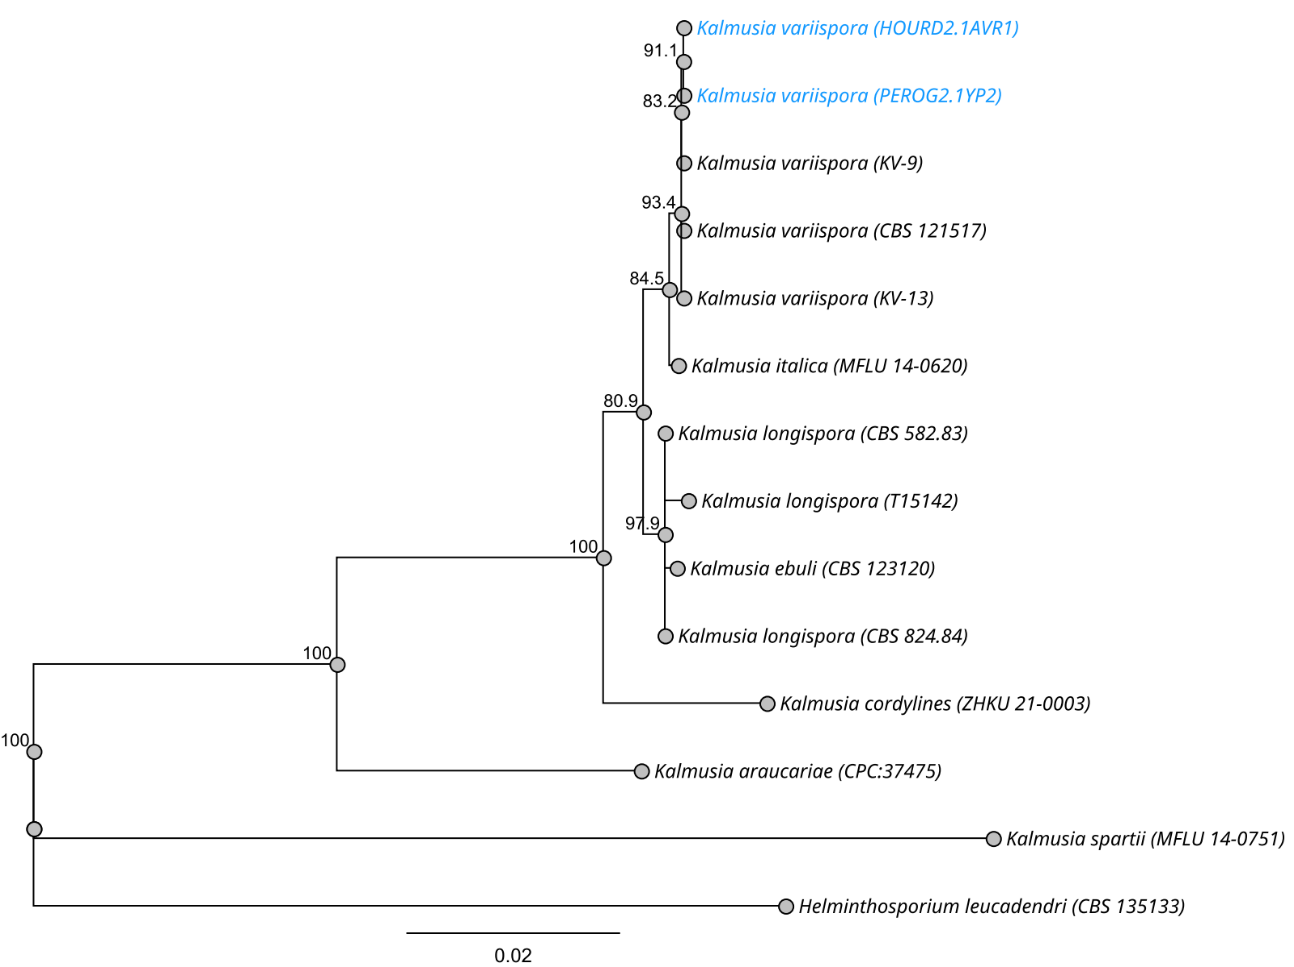 Kalmusia variispora (HOURD2.1AVR1)
91.1
Kalmusia variispora (PEROG2.1YP2)
83.2
Kalmusia variispora (KV-9)
93.4
Kalmusia variispora (CBS 121517)
84.5
Kalmusia variispora (KV-13)
Kalmusia italica (MFLU 14-0620)
80.9
Kalmusia longispora (CBS 582.83)
Kalmusia longispora (T15142)
97.9
100
Kalmusia ebuli (CBS 123120)
Kalmusia longispora (CBS 824.84)
100
Kalmusia cordylines (ZHKU 21-0003)
100
Kalmusia araucariae (CPC:37475)
Kalmusia spartii (MFLU 14-0751)
Helminthosporium leucadendri (CBS 135133)
0.02